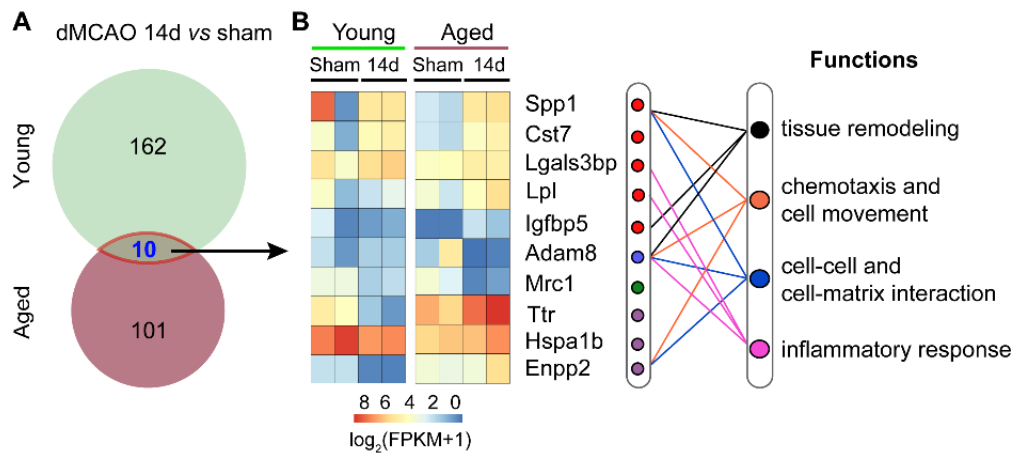 A
dMCAO 14d vs sham
Young
162
10
Aged
101
B
Young
Aged
Sham
14d
Sham
14d
Spp1
Cst7
Lgals3bp
Lpl
Igfbp5
Adam8
Mrc1
Ttr
Hspa1b
Enpp2
8 6 4 2 0
log₂(FPKM+1)
Functions
tissue remodeling
chemotaxis and
cell movement
cell-cell and
cell-matrix interaction
inflammatory response